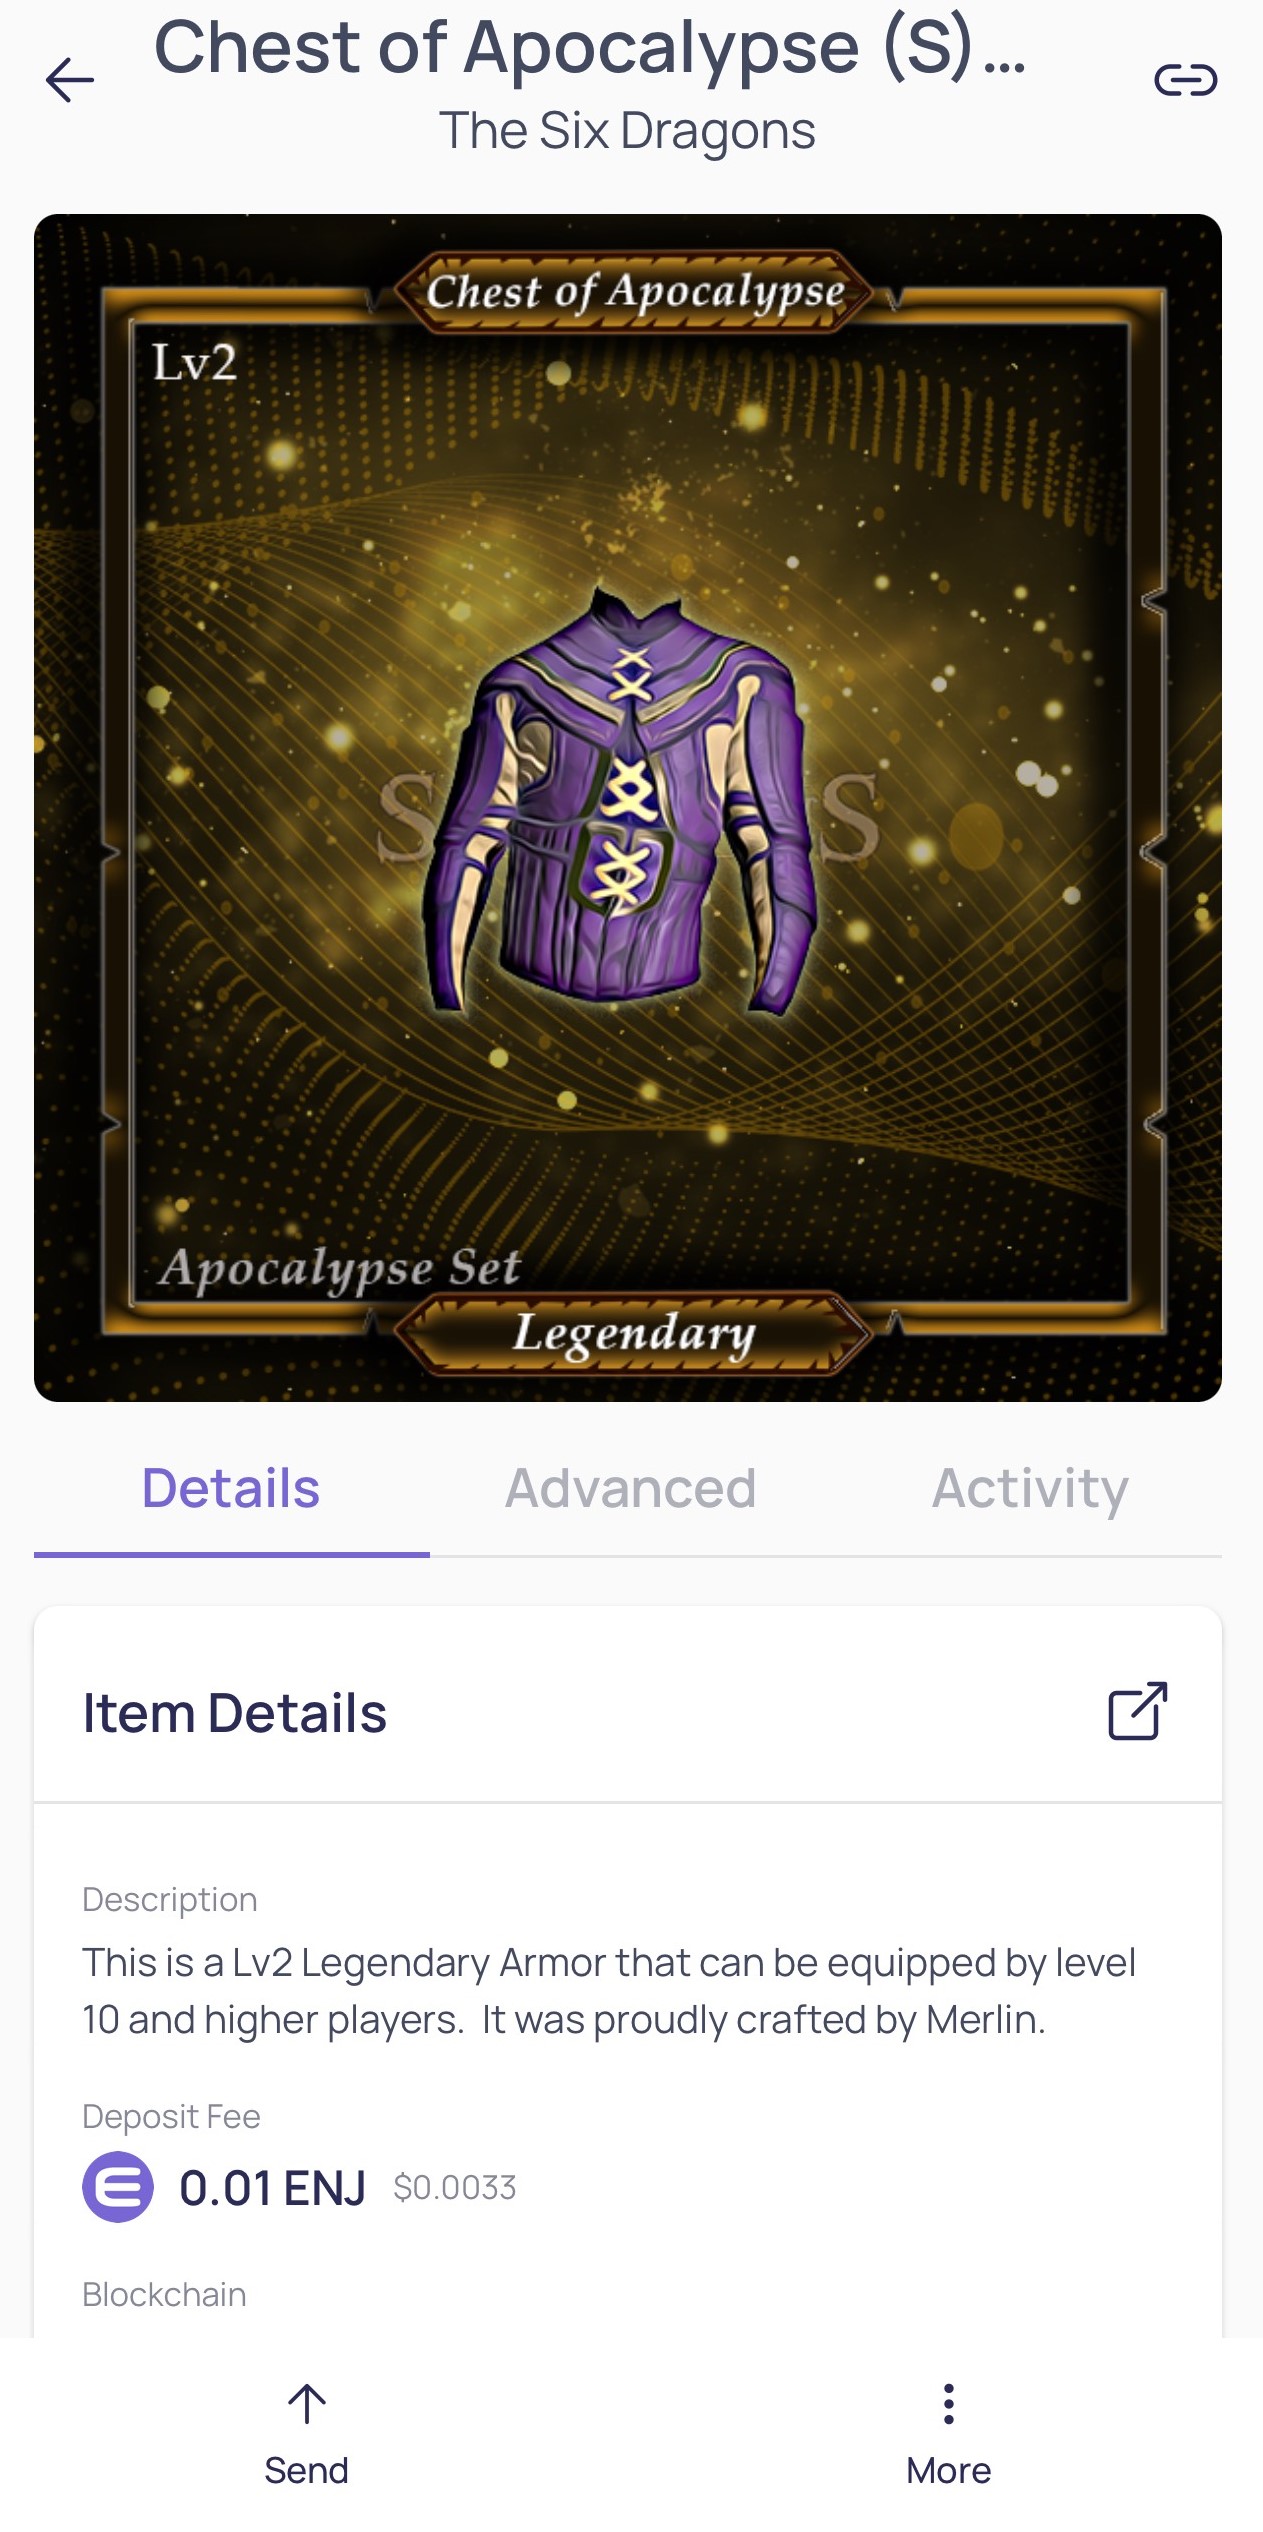 Chest of Apocalypse (S)...
The Six Dragons
Chest of Apocalypse
Lv2
S S
Apocalypse Set
Legendary
Details Advanced Activity
Item Details
Description
This is a Lv2 Legendary Armor that can be equipped by level
10 and higher players.  It was proudly crafted by Merlin.
Deposit Fee
0.01 ENJ $0.0033
Blockchain
Send More